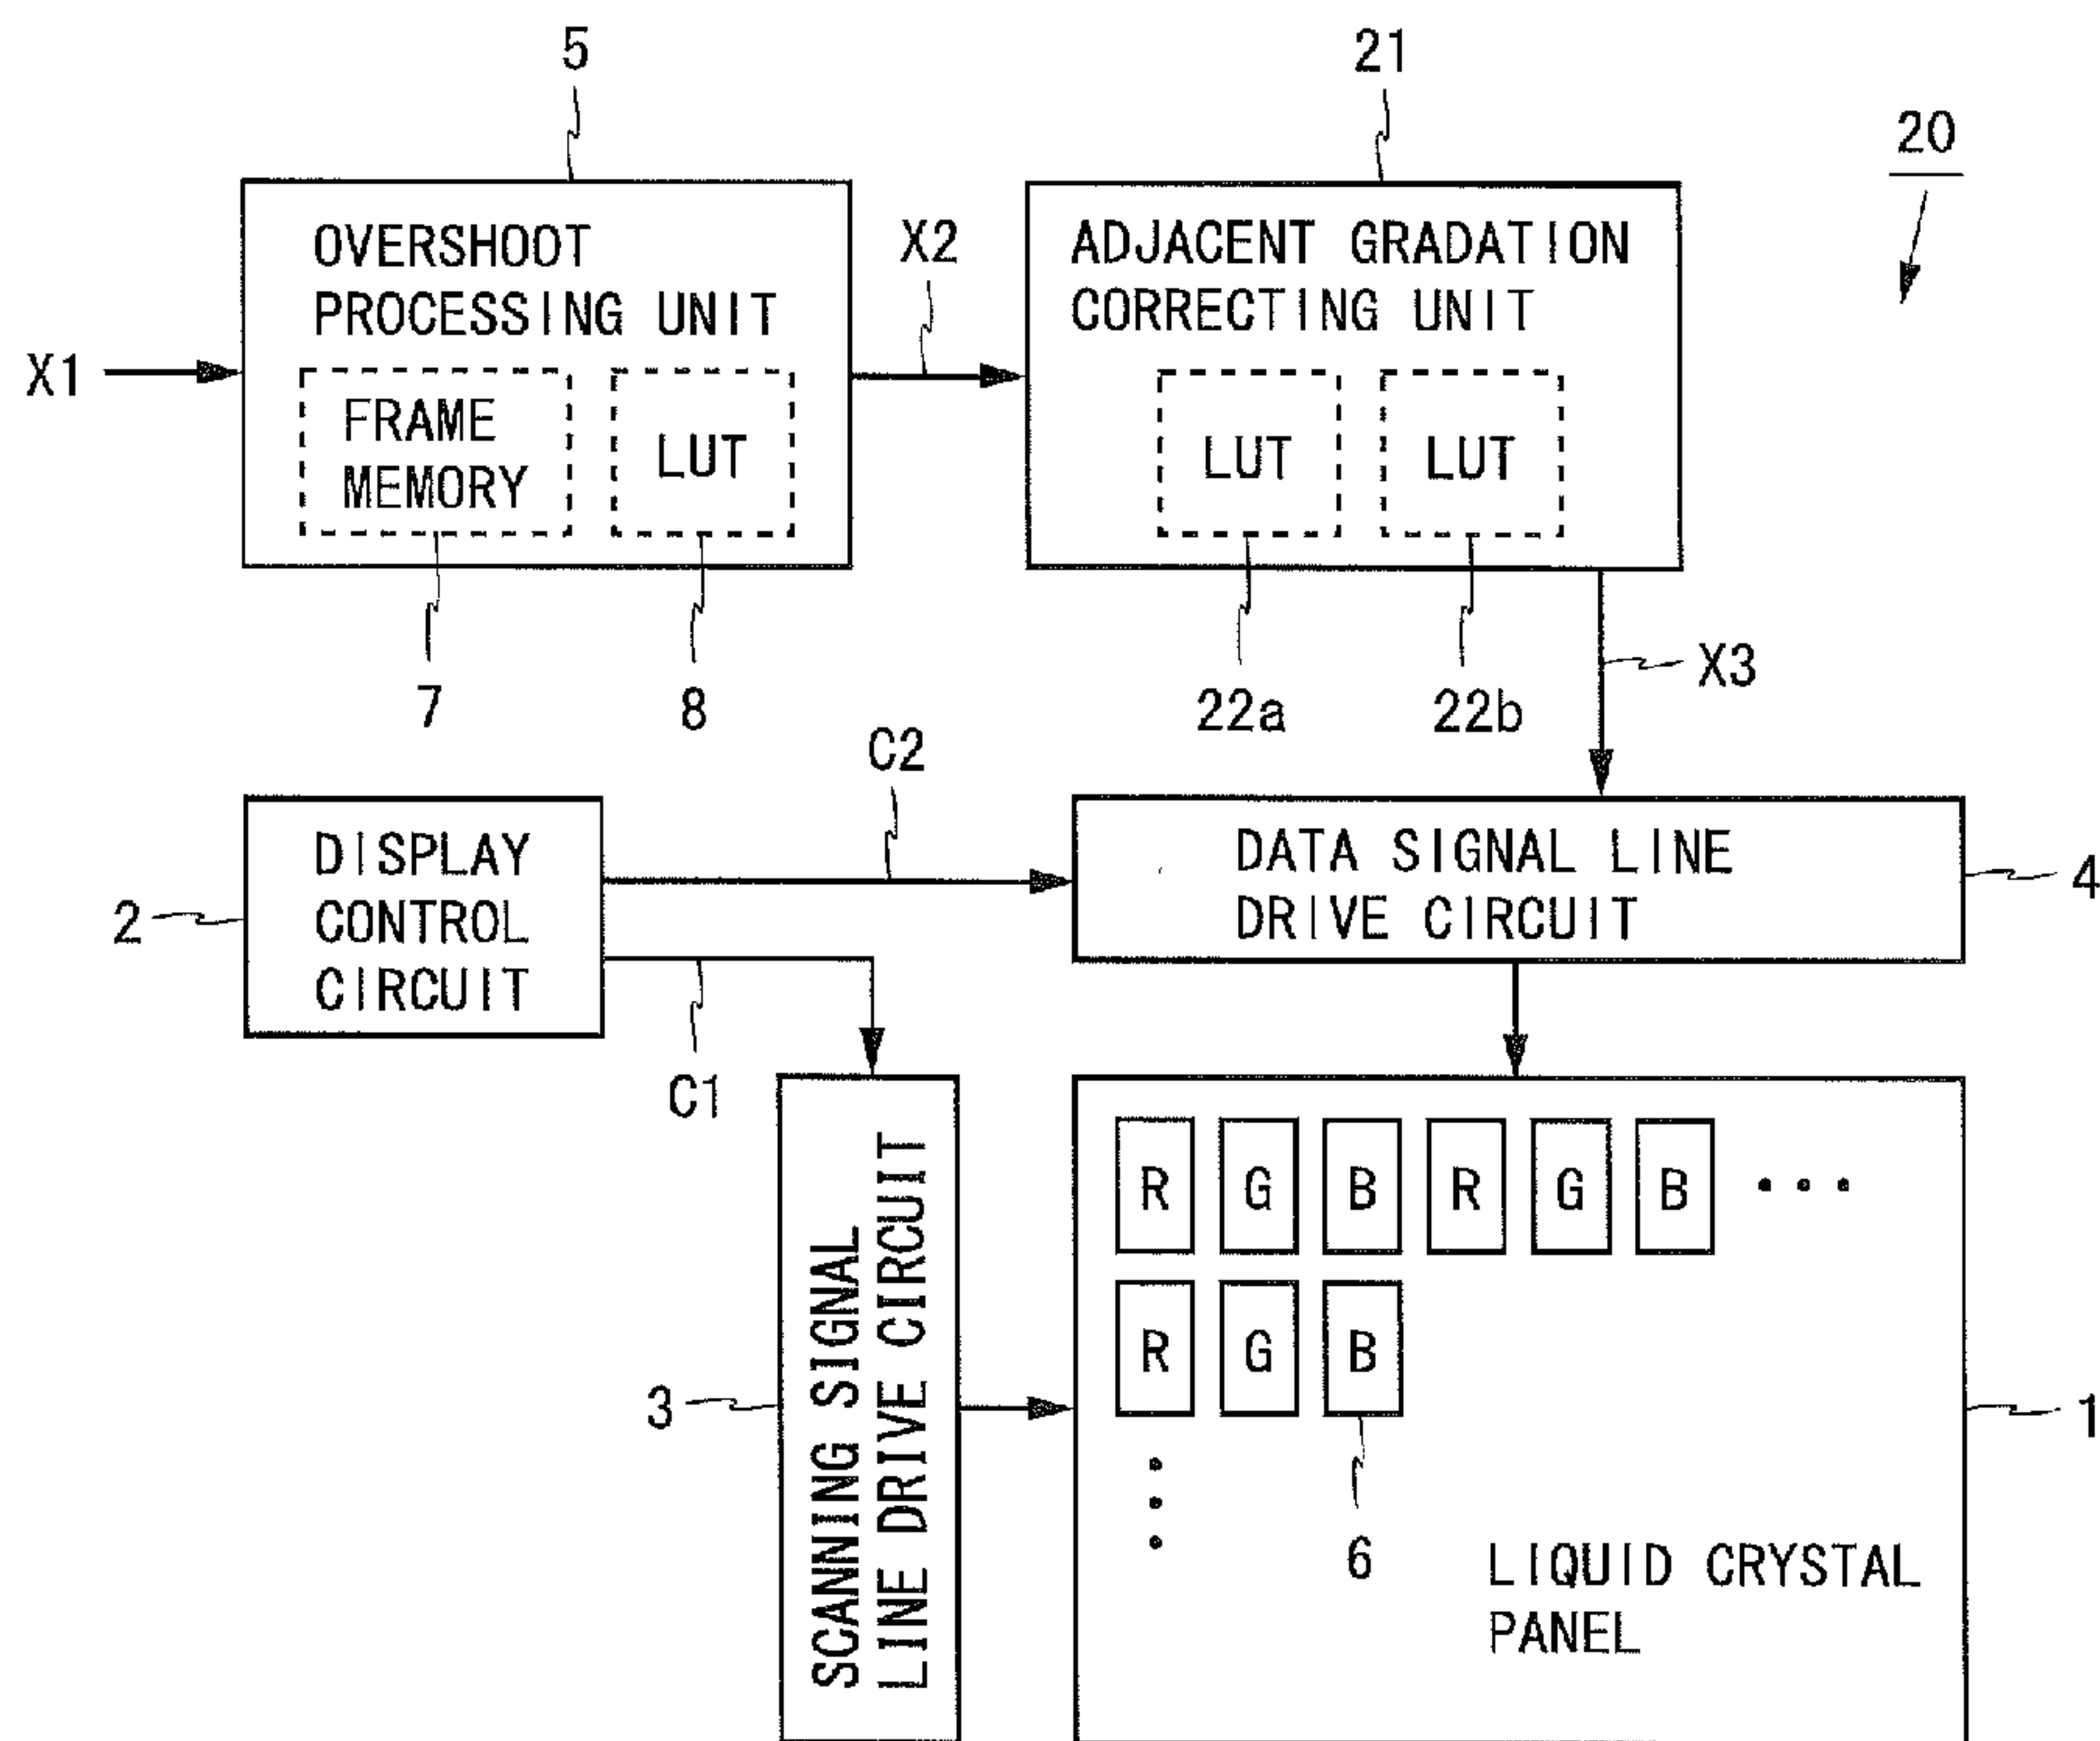 5
21
20
OVERSHOOT
PROCESSING UNIT
X2
ADJACENT GRADATION
CORRECTING UNIT
X1
FRAME
MEMORY
LUT
LUT
LUT
7
8
22a
22b
X3
C2
2
DISPLAY
CONTROL
CIRCUIT
DATA SIGNAL LINE
DRIVE CIRCUIT
4
C1
3
SCANNING SIGNAL
LINE DRIVE CIRCUIT
R G B R G B ...
R G B
6
1
LIQUID CRYSTAL
PANEL